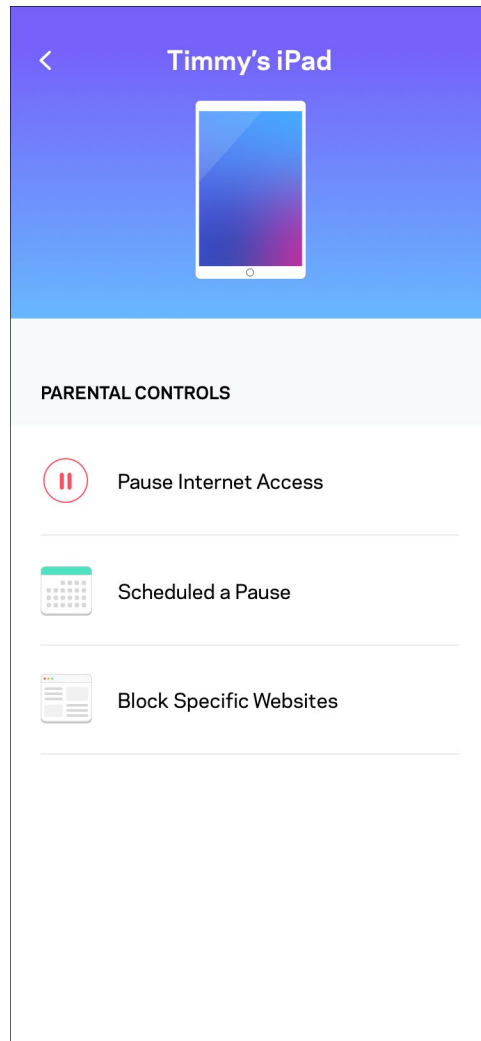 Timmy’s iPad
PARENTAL CONTROLS
Pause Internet Access
Scheduled a Pause
Block Specific Websites